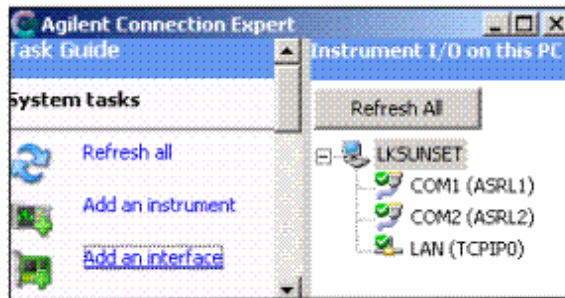 Agilent Connection Expert
Task Guide
System tasks
Refresh all
Add an instrument
Add an interface
Instrument I/O on this PC
Refresh All
LKSUNSET
COM1 (ASRL1)
COM2 (ASRL2)
LAN (TCPIP0)